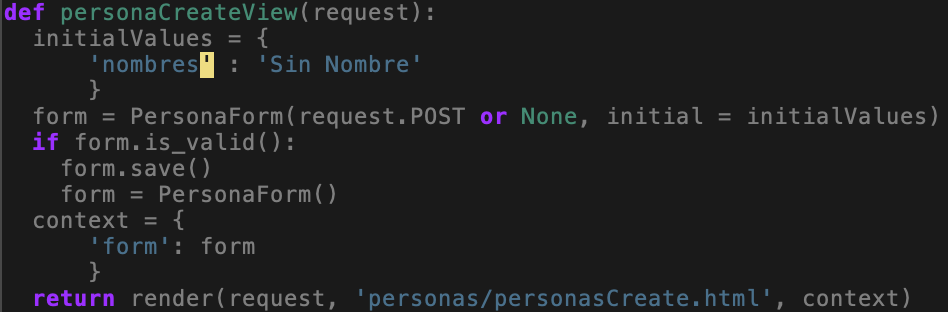 def personaCreateView(request):
  initialValues = {
      'nombres' : 'Sin Nombre'
      }
  form = PersonaForm(request.POST or None, initial = initialValues)
  if form.is_valid():
    form.save()
    form = PersonaForm()
  context = {
      'form': form
      }
  return render(request, 'personas/personasCreate.html', context)